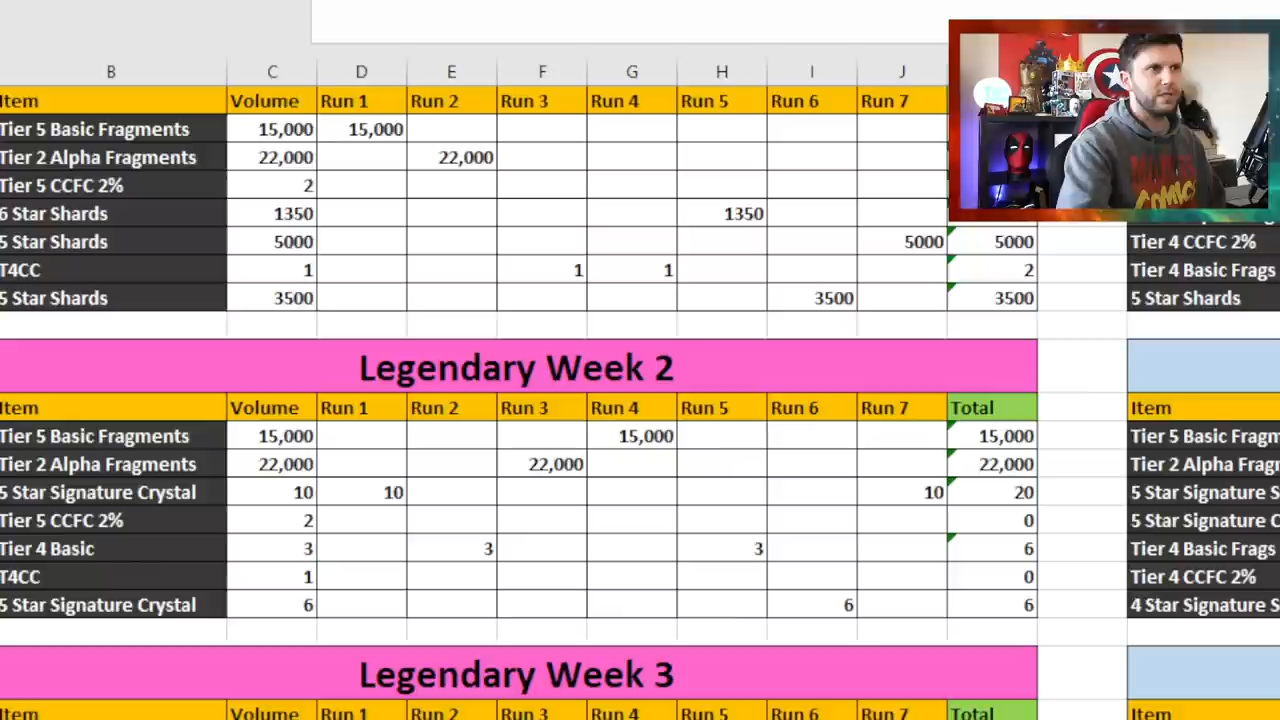 B C D E F G H I J
Item Volume Run 1 Run 2 Run 3 Run 4 Run 5 Run 6 Run 7
Tier 5 Basic Fragments 15,000 15,000
Tier 2 Alpha Fragments 22,000 22,000
Tier 5 CCFC 2% 2
6 Star Shards 1350 1350
5 Star Shards 5000 5000 5000 Tier 4 CCFC 2%
T4CC 1 1 1 2 Tier 4 Basic Frags
5 Star Shards 3500 3500 3500 5 Star Shards
Legendary Week 2
Item Volume Run 1 Run 2 Run 3 Run 4 Run 5 Run 6 Run 7 Total Item
Tier 5 Basic Fragments 15,000 15,000 15,000 Tier 5 Basic Fragm
Tier 2 Alpha Fragments 22,000 22,000 22,000 Tier 2 Alpha Fragr
5 Star Signature Crystal 10 10 10 20 5 Star Signature S
Tier 5 CCFC 2% 2 0 5 Star Signature C
Tier 4 Basic 3 3 3 6 Tier 4 Basic Frags
T4CC 1 0 Tier 4 CCFC 2%
5 Star Signature Crystal 6 6 6 4 Star Signature S
Legendary Week 3
Item Volume Run 1 Run 2 Run 3 Run 4 Run 5 Run 6 Run 7 Total Item